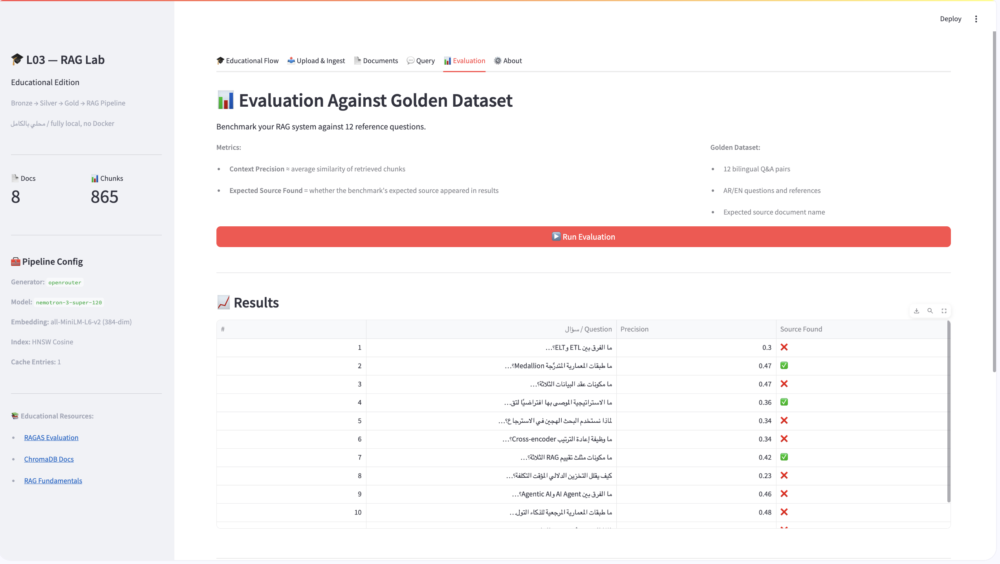 Deploy
🎓 L03 — RAG Lab
Educational Edition
Bronze → Silver → Gold → RAG Pipeline
محلي بالكامل / fully local, no Docker
Docs
8
Chunks
865
Pipeline Config
Generator: openrouter
Model: nemotron-3-super-120
Embedding: all-MiniLM-L6-v2 (384-dim)
Index: HNSW Cosine
Cache Entries: 1
Educational Resources:
RAGAS Evaluation
ChromaDB Docs
RAG Fundamentals
Educational Flow Upload & Ingest Documents Query Evaluation About
Evaluation Against Golden Dataset
Benchmark your RAG system against 12 reference questions.
Metrics:
• Context Precision ≈ average similarity of retrieved chunks
• Expected Source Found = whether the benchmark's expected source appeared in results
Golden Dataset:
• 12 bilingual Q&A pairs
• AR/EN questions and references
• Expected source document name
Run Evaluation
Results
# سؤال / Question Precision Source Found
1 ما الفرق بين ETL وELT؟... 0.3 ❌
2 ما طبقات المعمارية المتدرِّجة Medallion؟... 0.47 ✅
3 ما مكونات عقد البيانات الثلاثة؟... 0.47 ❌
4 ما الاستراتيجية الموصى بها افتراضيًا لتق... 0.36 ✅
5 لماذا نستخدم البحث الهجين في الاسترجاع؟... 0.34 ❌
6 ما وظيفة إعادة الترتيب Cross-encoder؟... 0.34 ❌
7 ما مكونات مثلث تقييم RAG الثلاثة؟... 0.42 ✅
8 كيف يقلل التخزين الدلالي المؤقت التكلفة؟... 0.23 ❌
9 ما الفرق بين AI Agent وAgentic AI؟... 0.46 ❌
10 ما طبقات المعمارية المرجعية للذكاء التول... 0.48 ❌